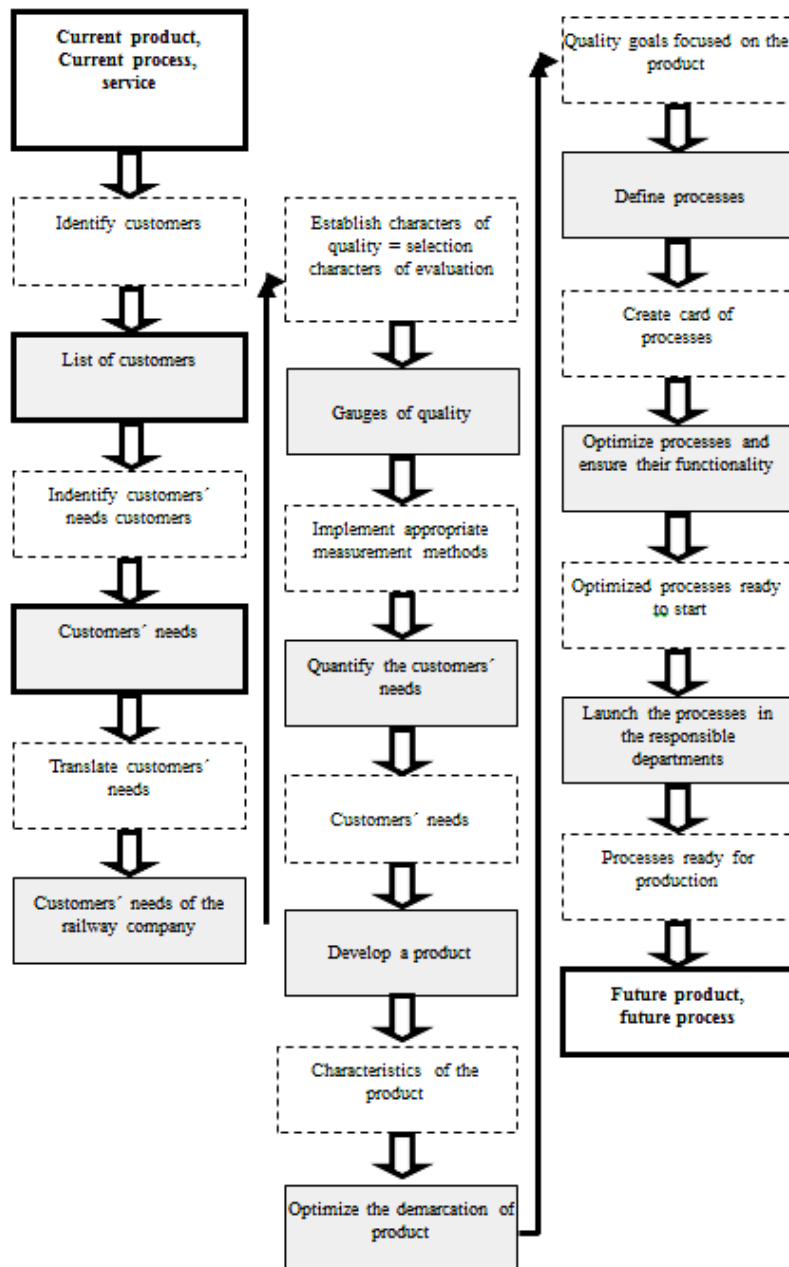 Current product,
Current process,
service
Identify customers
List of customers
Indentify customers´
needs customers
Customers´ needs
Translate customers´
needs
Customers´ needs of the
railway company
Establish characters of
quality = selection
characters of evaluation
Gauges of quality
Implement appropriate
measurement methods
Quantify the customers´
needs
Customers´ needs
Develop a product
Characteristics of the
product
Optimize the demarcation of
product
Quality goals focused on the
product
Define processes
Create card of
processes
Optimize processes and
ensure their functionality
Optimized processes ready
to start
Launch the processes in
the responsible
departments
Processes ready for
production
Future product,
future process